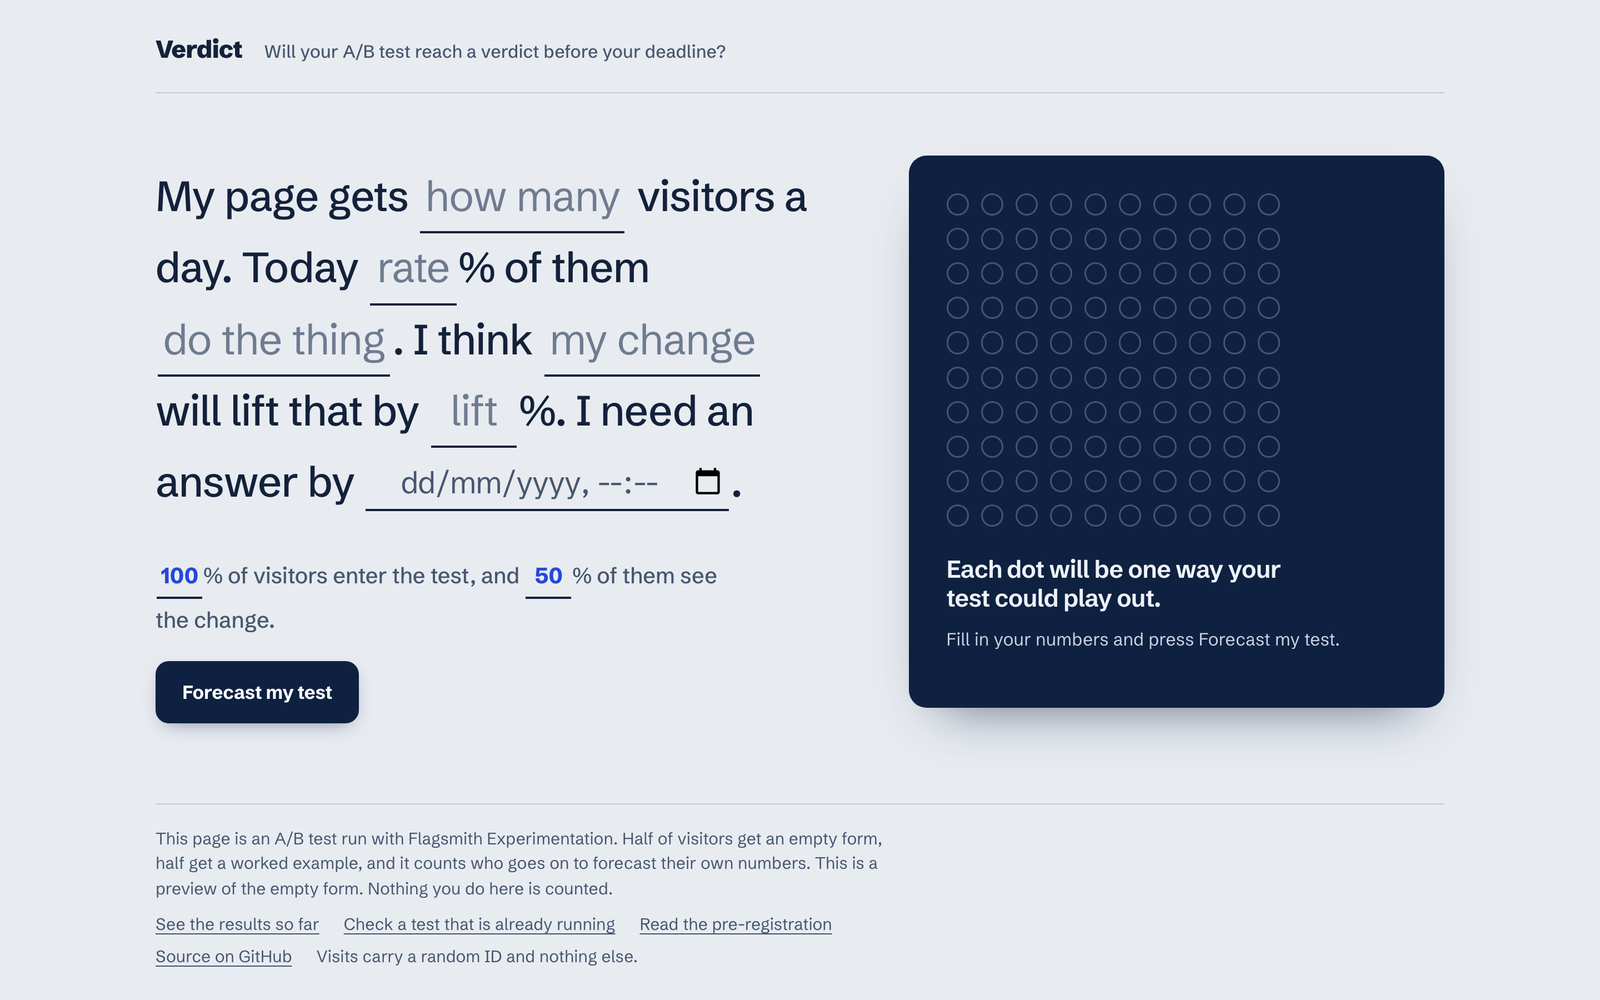 Verdict Will your A/B test reach a verdict before your deadline?
My page gets how many visitors a
day. Today rate % of them
do the thing . I think my change
will lift that by lift %. I need an
answer by dd/mm/yyyy, --:-- .
100 % of visitors enter the test, and 50 % of them see
the change.
Forecast my test
Each dot will be one way your
test could play out.
Fill in your numbers and press Forecast my test.
This page is an A/B test run with Flagsmith Experimentation. Half of visitors get an empty form,
half get a worked example, and it counts who goes on to forecast their own numbers. This is a
preview of the empty form. Nothing you do here is counted.
See the results so far Check a test that is already running Read the pre-registration
Source on GitHub Visits carry a random ID and nothing else.